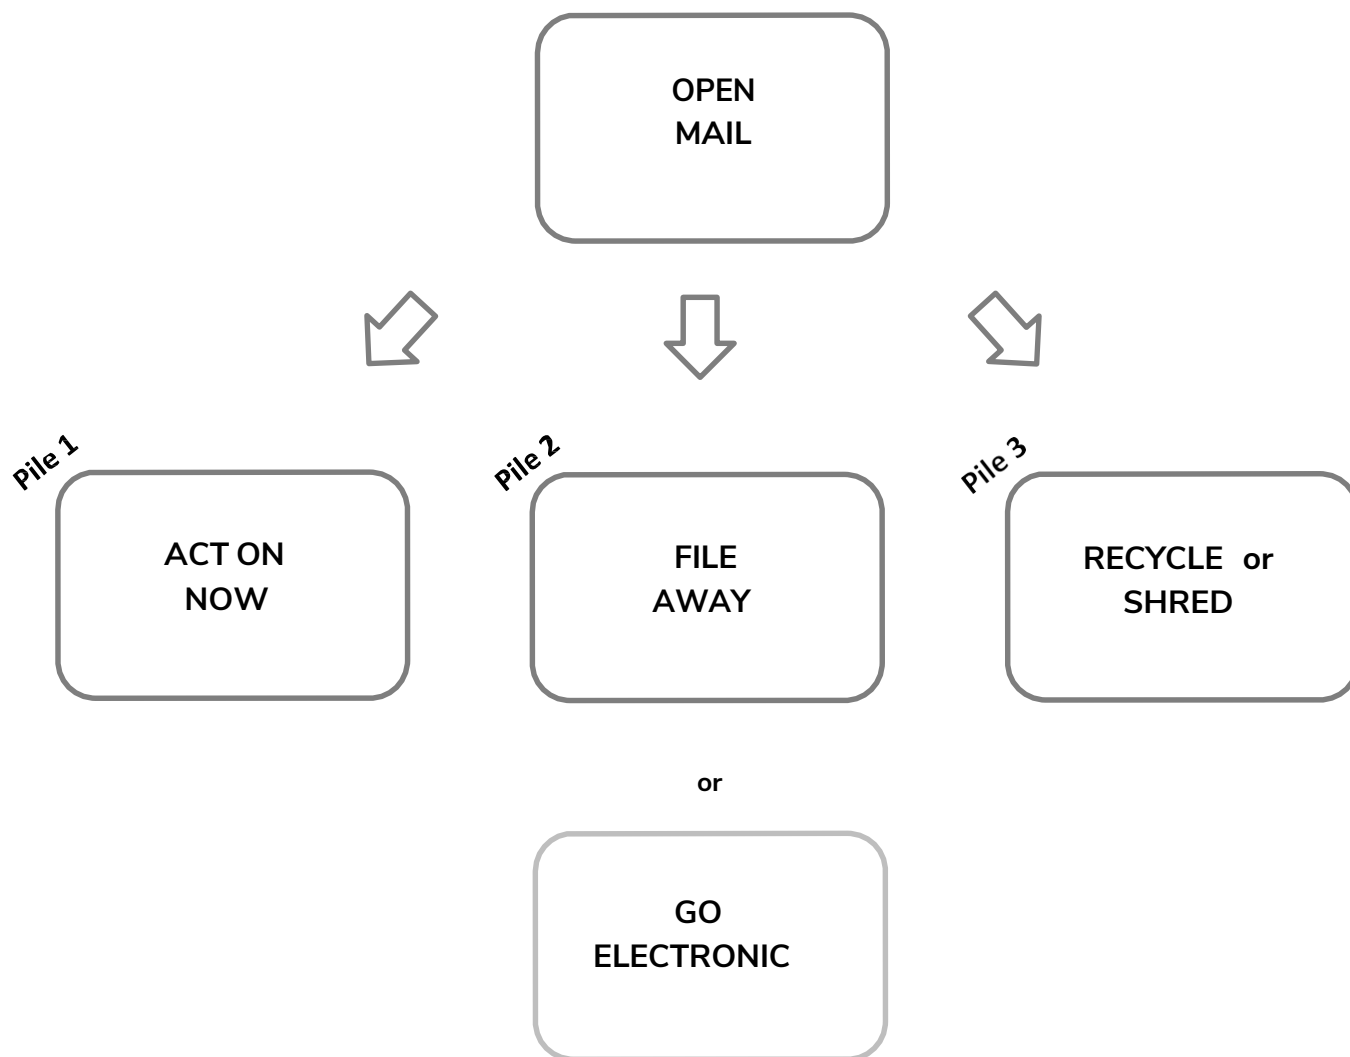 OPEN
MAIL
Pile 1
ACT ON
NOW
Pile 2
FILE
AWAY
Pile 3
RECYCLE or
SHRED
or
GO
ELECTRONIC